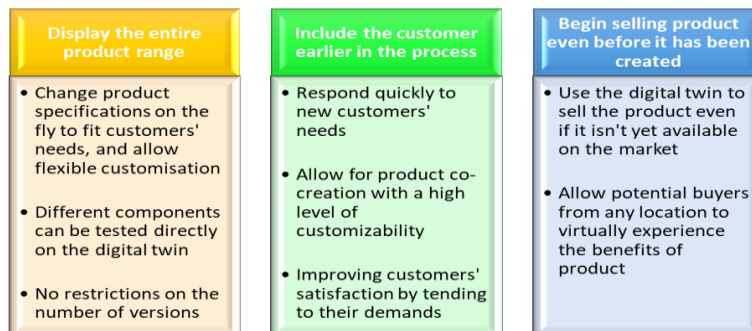 Display the entire
product range
• Change product
specifications on the
fly to fit customers'
needs, and allow
flexible customisation
• Different components
can be tested directly
on the digital twin
• No restrictions on the
number of versions
Include the customer
earlier in the process
• Respond quickly to
new customers'
needs
• Allow for product co-
creation with a high
level of
customizability
• Improving customers'
satisfaction by tending
to their demands
Begin selling product
even before it has been
created
• Use the digital twin to
sell the product even
if it isn't yet available
on the market
• Allow potential buyers
from any location to
virtually experience
the benefits of
product